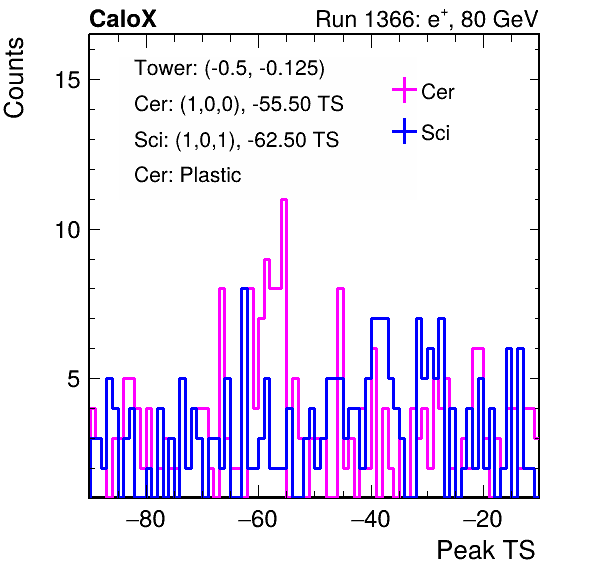 CaloX Run 1366: e⁺, 80 GeV
Counts
Tower: (-0.5, -0.125)
Cer: (1,0,0), -55.50 TS
Sci: (1,0,1), -62.50 TS
Cer: Plastic
Cer
Sci
15
10
5
−80 −60 −40 −20
Peak TS